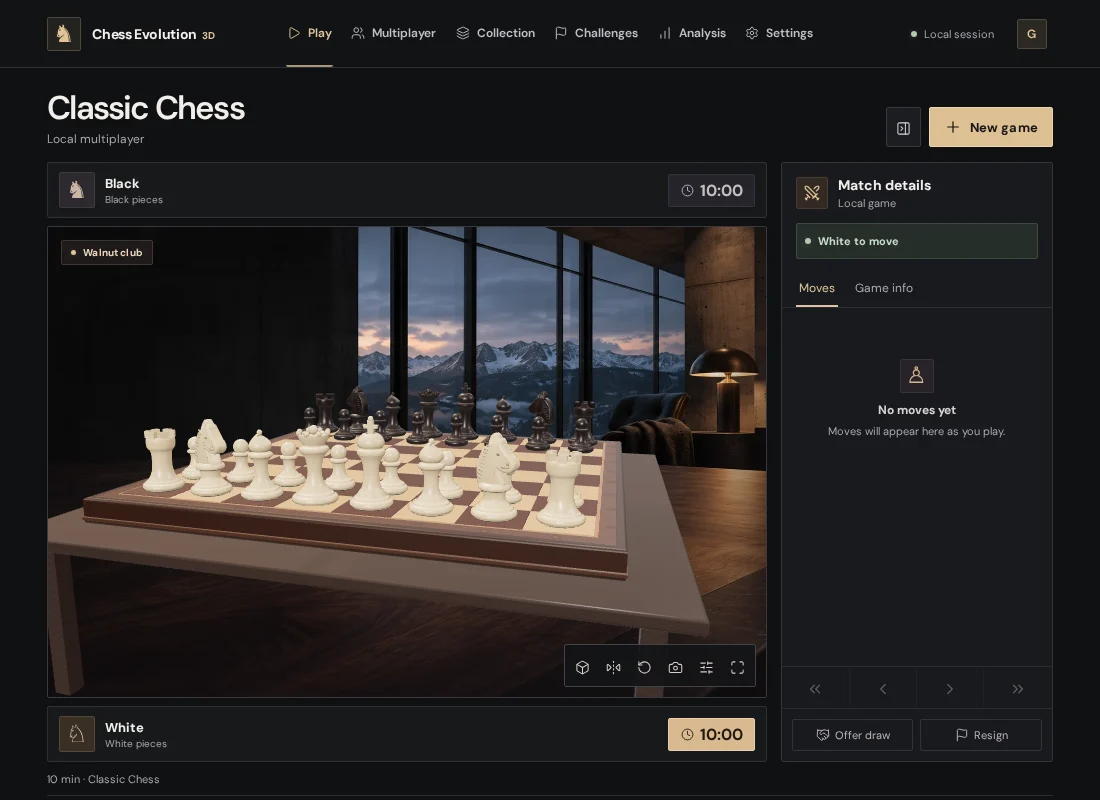 ChessEvolution 3D
Play
Multiplayer
Collection
Challenges
Analysis
Settings
Local session
G
Classic Chess
Local multiplayer
New game
Black
Black pieces
10:00
Walnut club
White
White pieces
10:00
10 min · Classic Chess
Match details
Local game
White to move
Moves
Game info
No moves yet
Moves will appear here as you play.
Offer draw
Resign